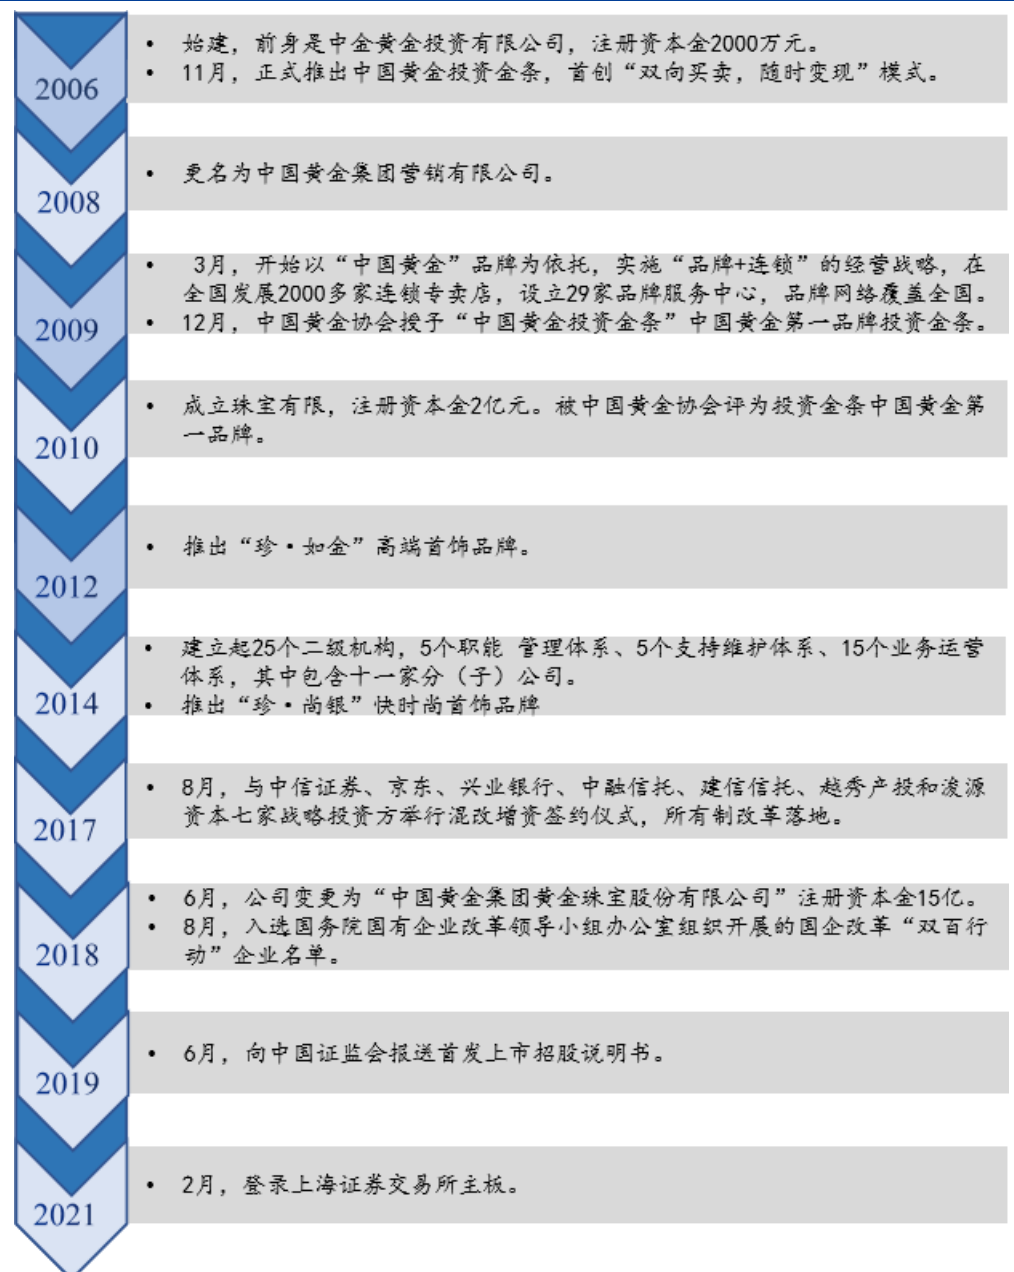 2006
• 始建，前身是中金黄金投资有限公司，注册资本金2000万元。
• 11月，正式推出中国黄金投资金条，首创“双向买卖，随时变现”模式。
2008
• 更名为中国黄金集团营销有限公司。
2009
• 3月，开始以“中国黄金”品牌为依托，实施“品牌+连锁”的经营战略，在
全国发展2000多家连锁专卖店，设立29家品牌服务中心，品牌网络覆盖全国。
• 12月，中国黄金协会授予“中国黄金投资金条”中国黄金第一品牌投资金条。
2010
• 成立珠宝有限，注册资本金2亿元。被中国黄金协会评为投资金条中国黄金第
一品牌。
2012
• 推出“珍·如金”高端首饰品牌。
2014
• 建立起25个二级机构，5个职能 管理体系、5个支持维护体系、15个业务运营
体系，其中包含十一家分（子）公司。
• 推出“珍·尚银”快时尚首饰品牌
2017
• 8月，与中信证券、京东、兴业银行、中融信托、建信信托、越秀产投和浚源
资本七家战略投资方举行混改增资签约仪式，所有制改革落地。
2018
• 6月，公司变更为“中国黄金集团黄金珠宝股份有限公司”注册资本金15亿。
• 8月，入选国务院国有企业改革领导小组办公室组织开展的国企改革“双百行
动”企业名单。
2019
• 6月，向中国证监会报送首发上市招股说明书。
2021
• 2月，登录上海证券交易所主板。